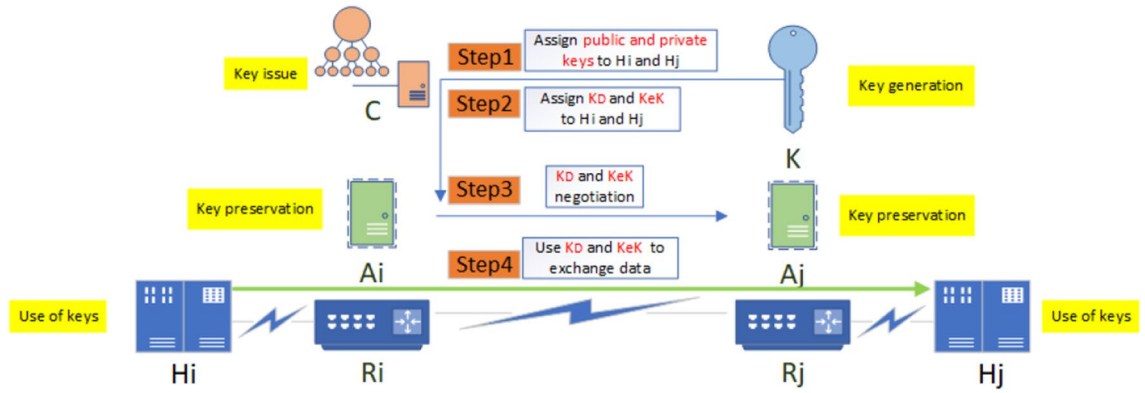 Step1
Assign public and private
keys to Hi and Hj
Key issue
C
Step2
Assign KD and KeK
to Hi and Hj
Key generation
K
Key preservation
Ai
Step3
KD and KeK
negotiation
Aj
Key preservation
Step4
Use KD and KeK to
exchange data
Use of keys
Hi
Ri
Rj
Hj
Use of keys